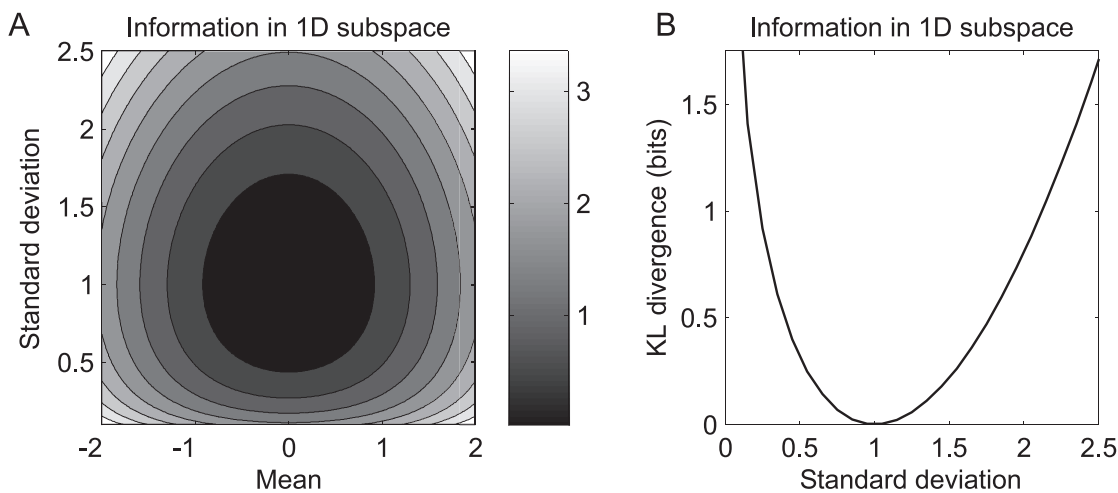 A
Information in 1D subspace
2.5
2
1.5
1
0.5
-2
-1
0
1
2
Standard deviation
Mean
3
2
1
B
Information in 1D subspace
1.5
1
0.5
0
0
0.5
1
1.5
2
2.5
KL divergence (bits)
Standard deviation